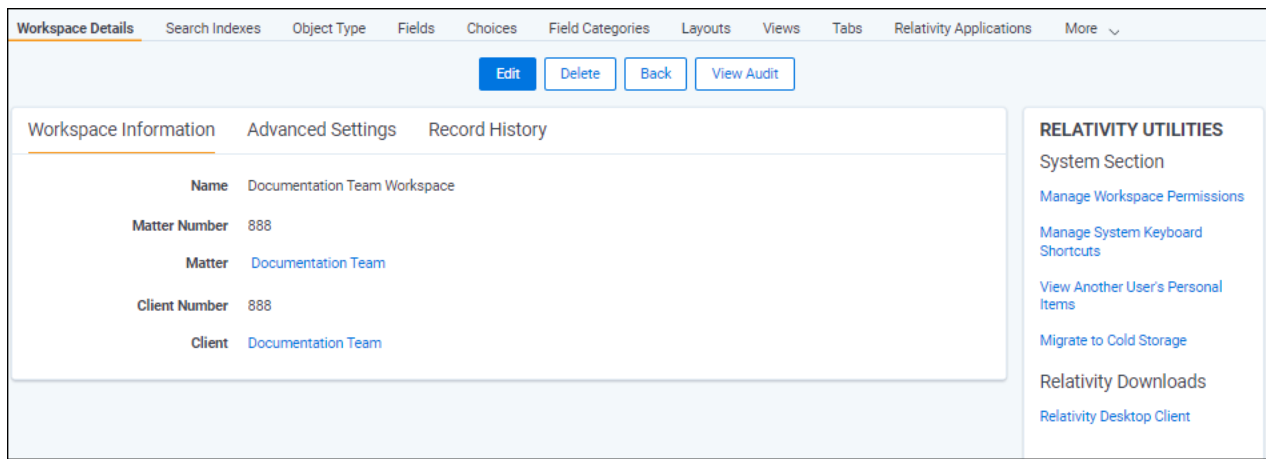 Workspace Details Search Indexes Object Type Fields Choices Field Categories Layouts Views Tabs Relativity Applications More
Edit Delete Back View Audit
Workspace Information Advanced Settings Record History
Name Documentation Team Workspace
Matter Number 888
Matter Documentation Team
Client Number 888
Client Documentation Team
RELATIVITY UTILITIES
System Section
Manage Workspace Permissions
Manage System Keyboard
Shortcuts
View Another User's Personal
Items
Migrate to Cold Storage
Relativity Downloads
Relativity Desktop Client